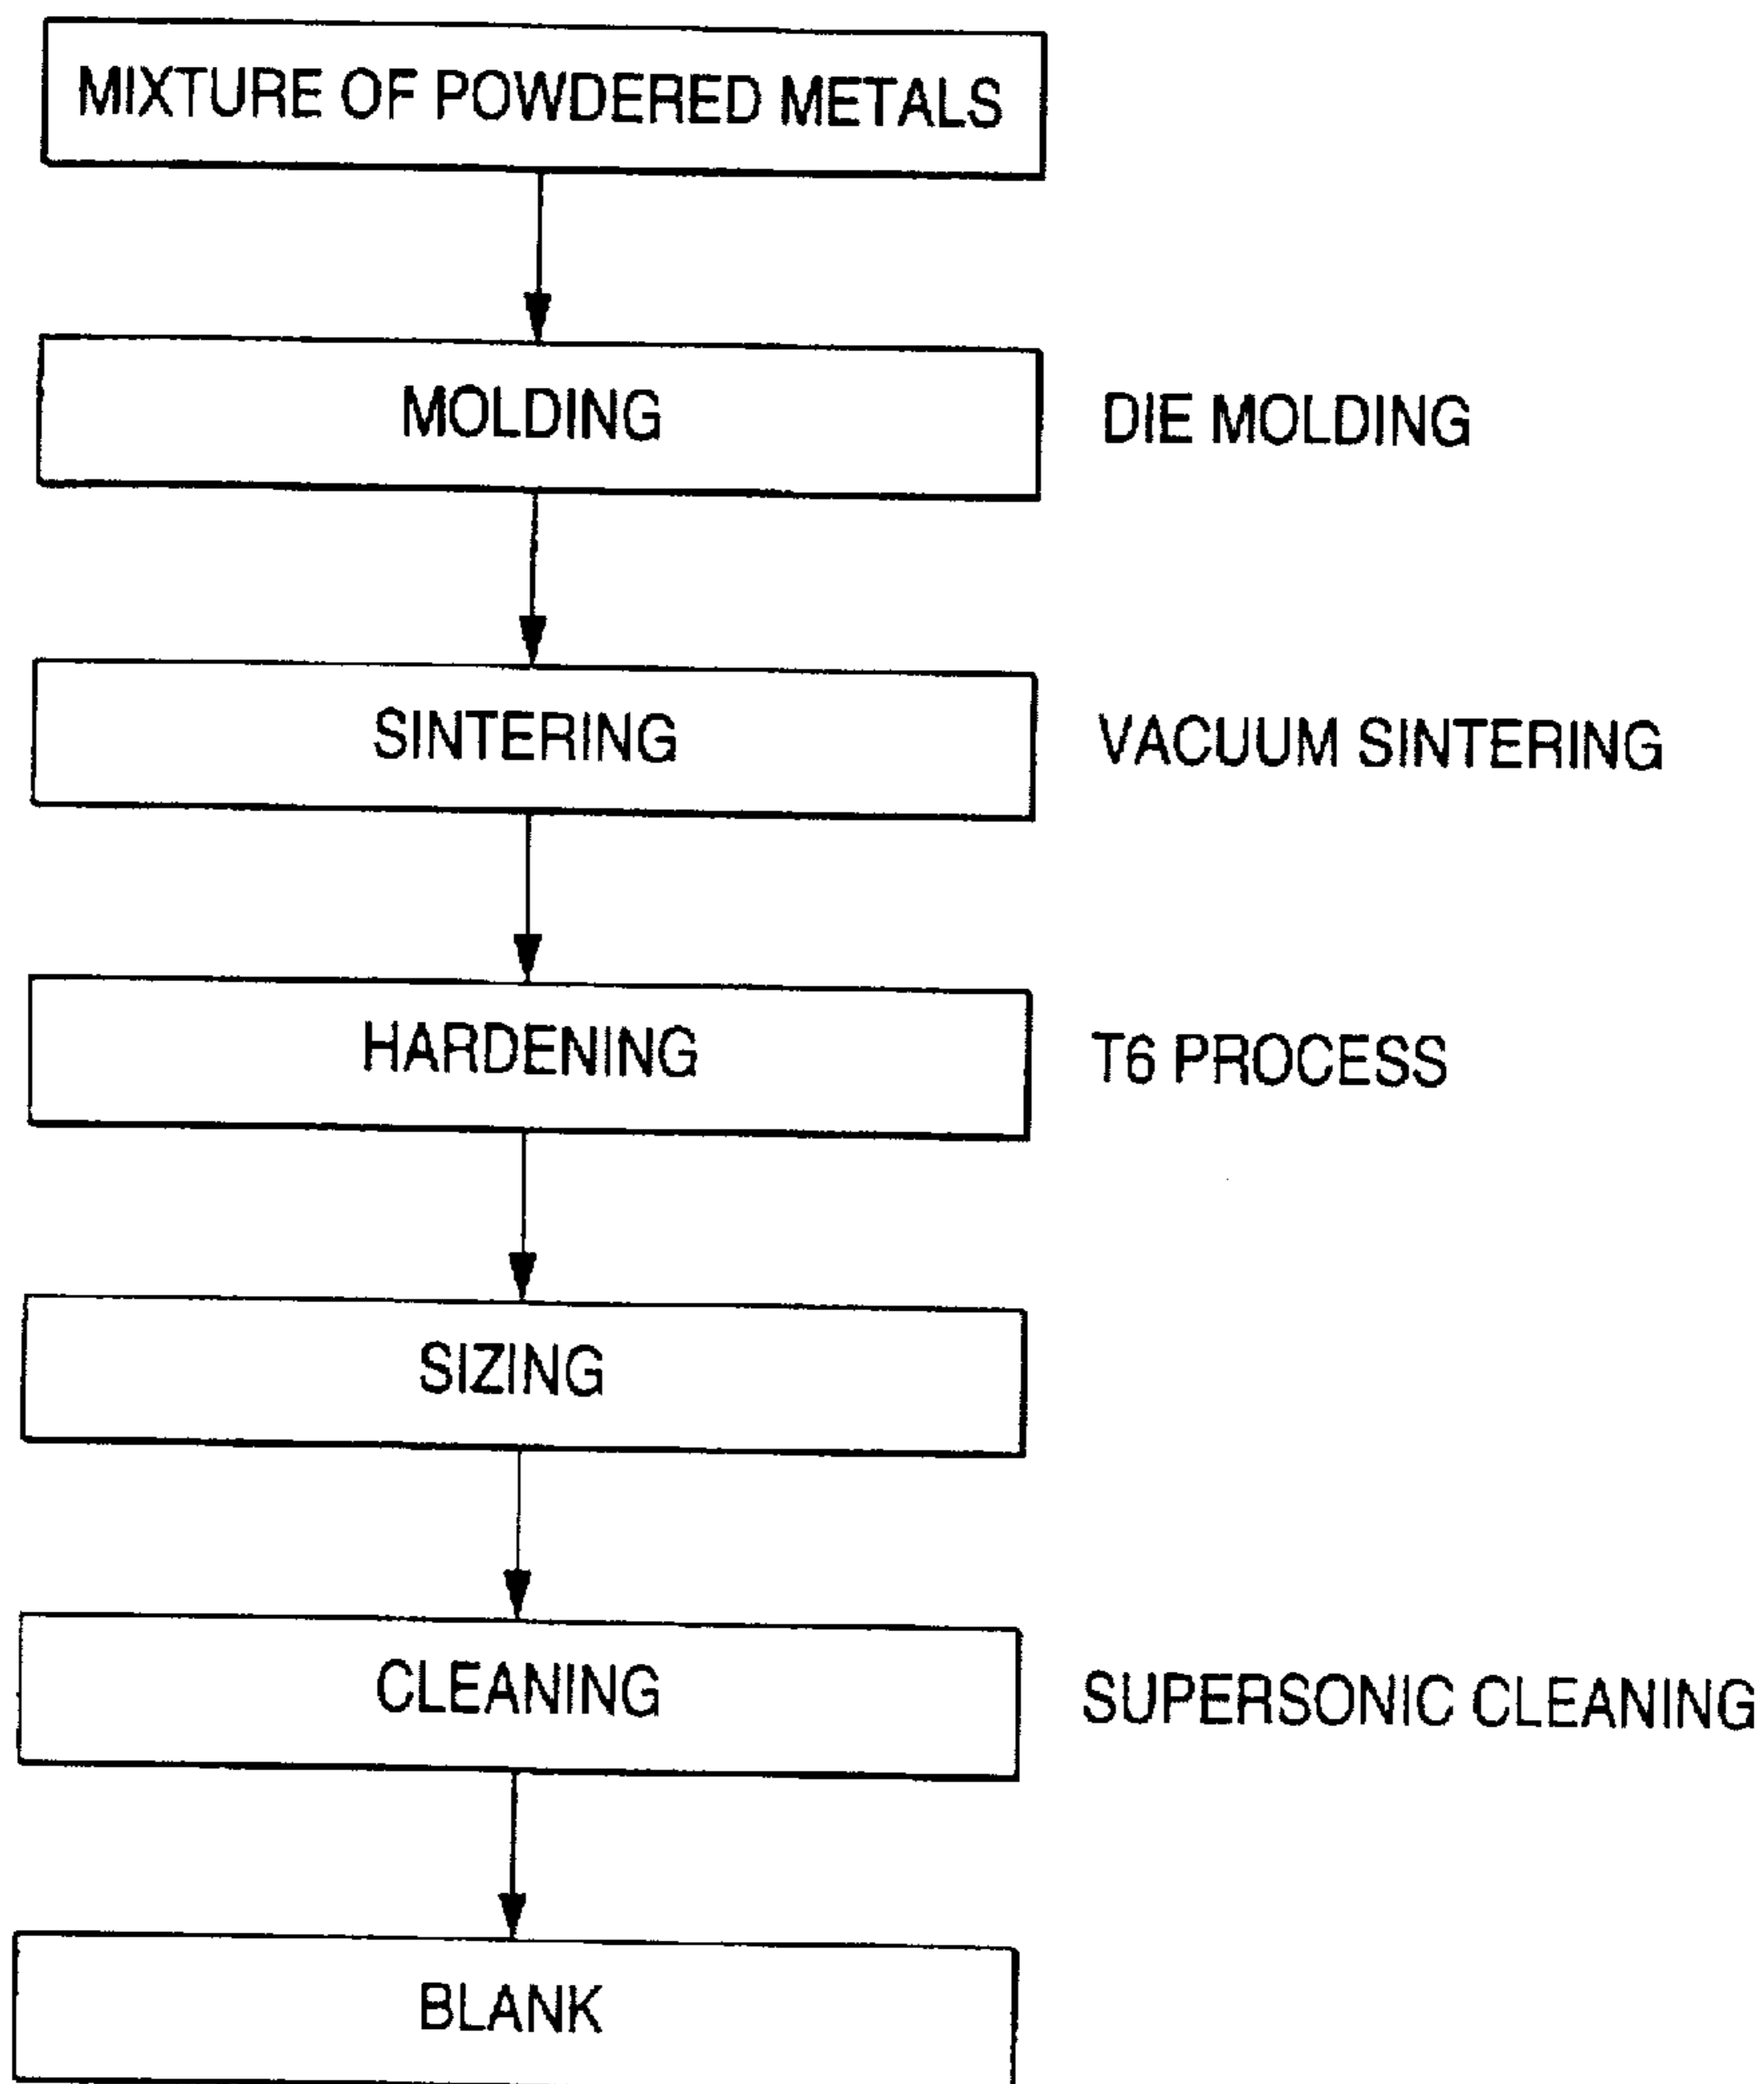 MIXTURE OF POWDERED METALS
MOLDING
DIE MOLDING
SINTERING
VACUUM SINTERING
HARDENING
T6 PROCESS
SIZING
CLEANING
SUPERSONIC CLEANING
BLANK